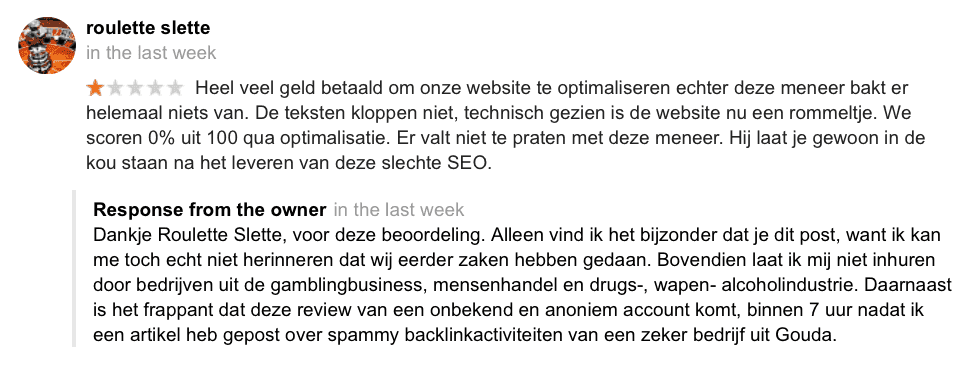 roulette slette
in the last week
Heel veel geld betaald om onze website te optimaliseren echter deze meneer bakt er
helemaal niets van. De teksten kloppen niet, technisch gezien is de website nu een rommeltje. We
scoren 0% uit 100 qua optimalisatie. Er valt niet te praten met deze meneer. Hij laat je gewoon in de
kou staan na het leveren van deze slechte SEO.
Response from the owner in the last week
Dankje Roulette Slette, voor deze beoordeling. Alleen vind ik het bijzonder dat je dit post, want ik kan
me toch echt niet herinneren dat wij eerder zaken hebben gedaan. Bovendien laat ik mij niet inhuren
door bedrijven uit de gamblingbusiness, mensenhandel en drugs-, wapen- alcoholindustrie. Daarnaast
is het frappant dat deze review van een onbekend en anoniem account komt, binnen 7 uur nadat ik
een artikel heb gepost over spammy backlinkactiviteiten van een zeker bedrijf uit Gouda.